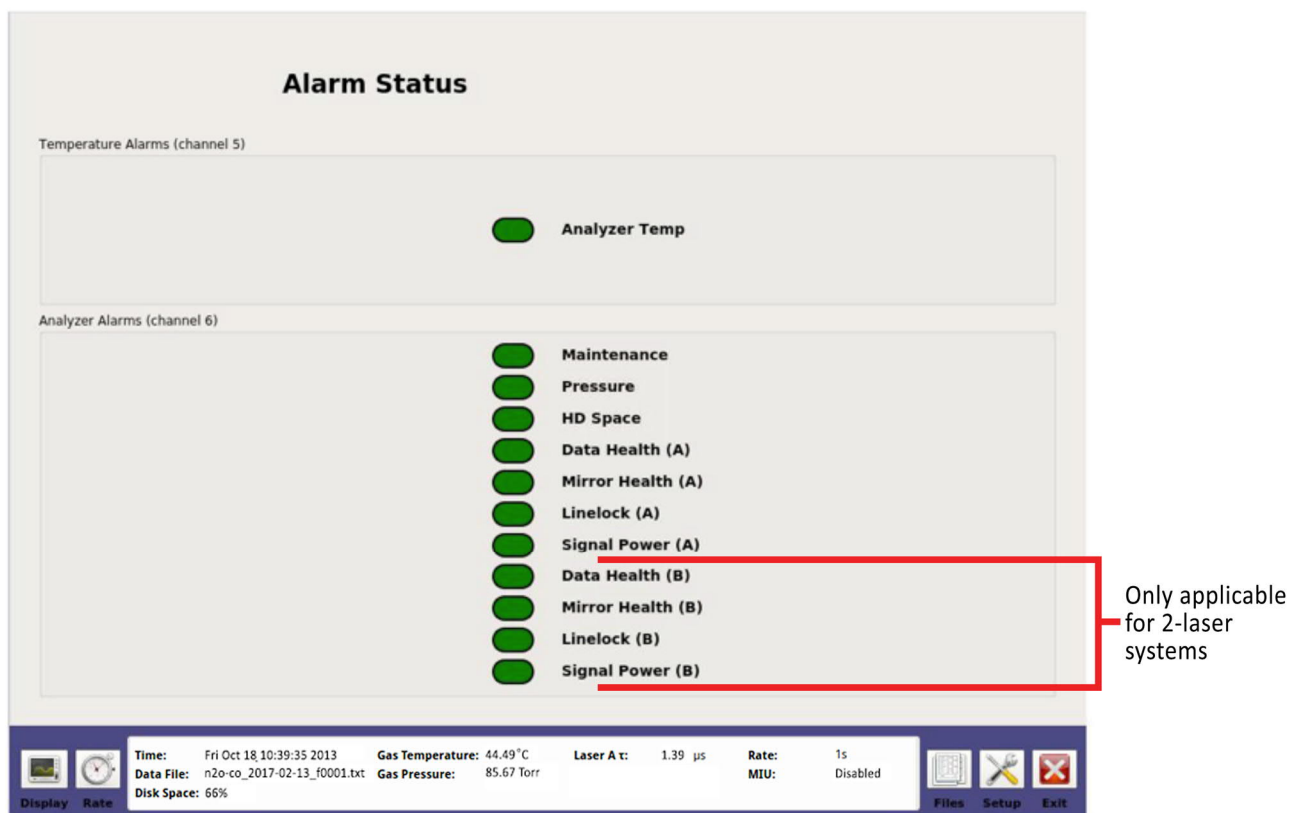 Alarm Status
Temperature Alarms (channel 5)
Analyzer Temp
Analyzer Alarms (channel 6)
Maintenance
Pressure
HD Space
Data Health (A)
Mirror Health (A)
Linelock (A)
Signal Power (A)
Data Health (B)
Mirror Health (B)
Linelock (B)
Signal Power (B)
Only applicable
for 2-laser
systems
Time: Fri Oct 18 10:39:35 2013 Gas Temperature: 44.49°C Laser A τ: 1.39 µs Rate: 1s
Data File: n2o-co_2017-02-13_f0001.txt Gas Pressure: 85.67 Torr MIU: Disabled
Disk Space: 66%
Display Rate Files Setup Exit